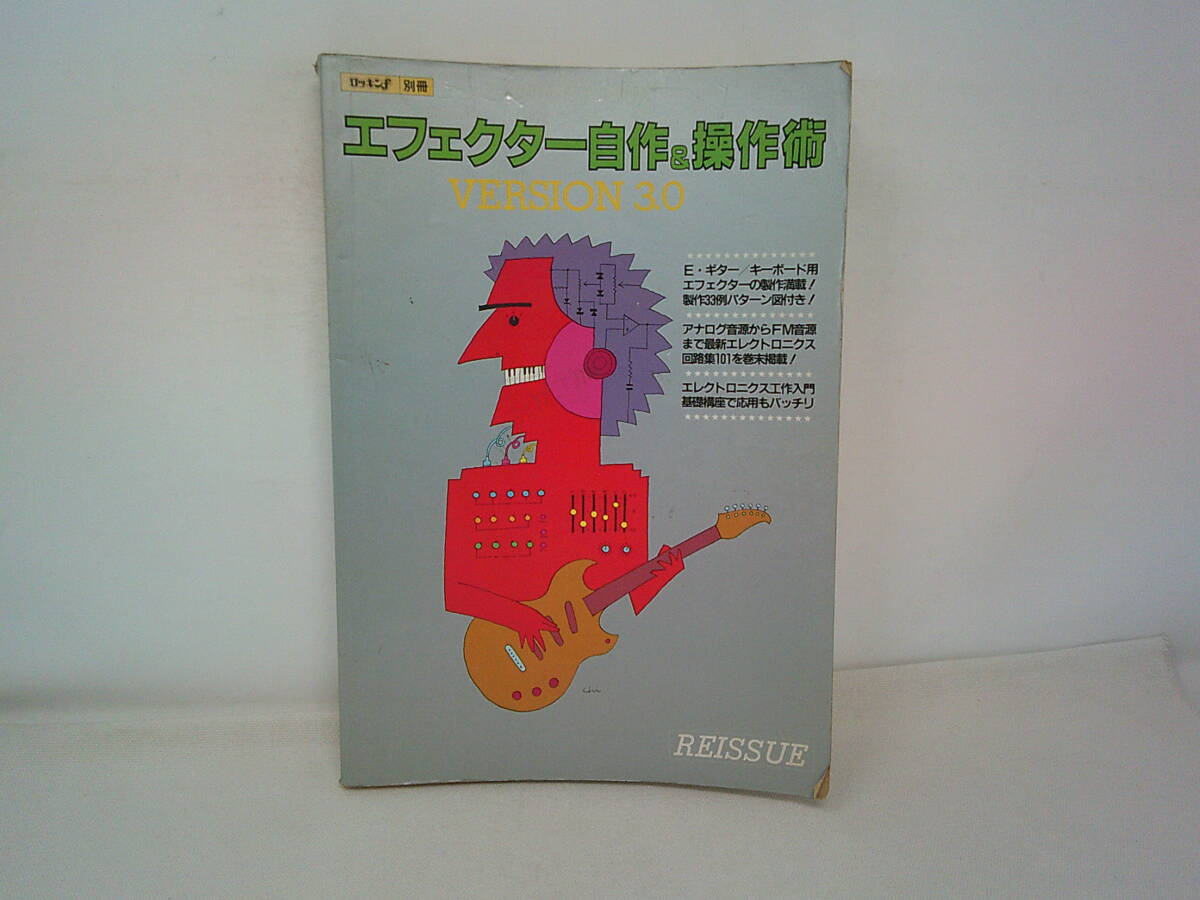 ロッキンf 別冊
エフェクター自作&操作術
VERSION 3.0
E・ギター/キーボード用
エフェクターの製作満載!
製作33例パターン図付き!
アナログ音源からFM音源
まで最新エレクトロニクス
回路集101を巻末掲載!
エレクトロニクス工作入門
基礎構座で応用もバッチリ
REISSUE